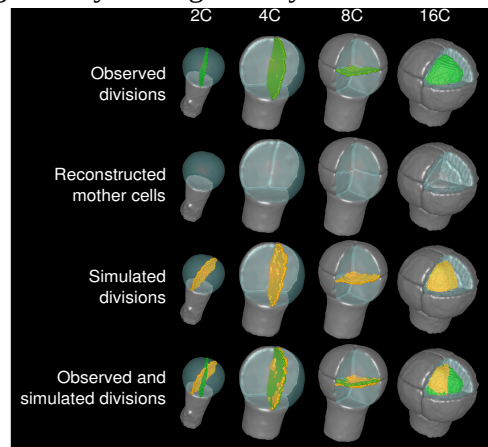 2C 4C 8C 16C
Observed
divisions
Reconstructed
mother cells
Simulated
divisions
Observed and
simulated divisions